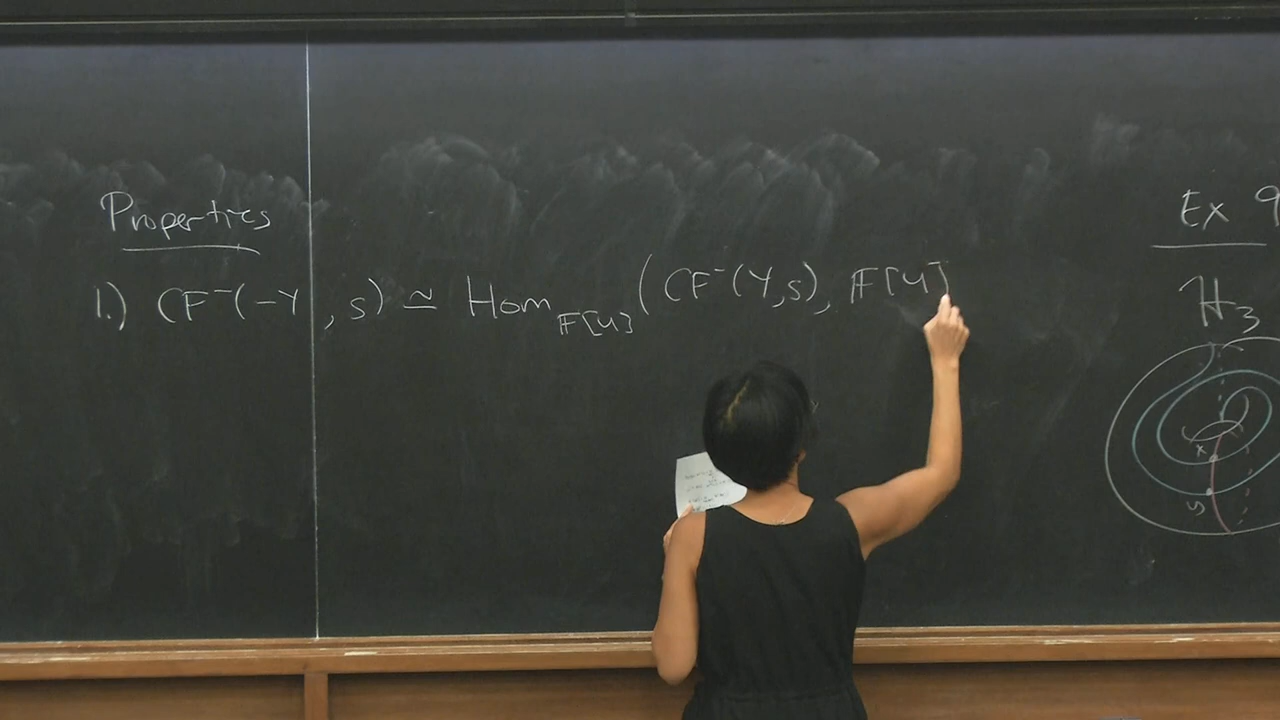 Properties
1.) CF⁻(-Y, s) ≃ Hom_𝔽[U] (CF⁻(Y,s), 𝔽[U]
Ex 9
H₃
x
y